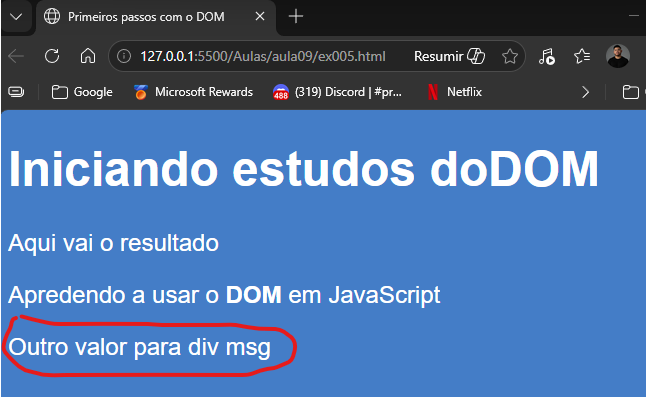 Primeiros passos com o DOM
127.0.0.1:5500/Aulas/aula09/ex005.html Resumir
Google Microsoft Rewards 488 (319) Discord | #pr... N Netflix
Iniciando estudos doDOM
Aqui vai o resultado
Apredendo a usar o DOM em JavaScript
Outro valor para div msg